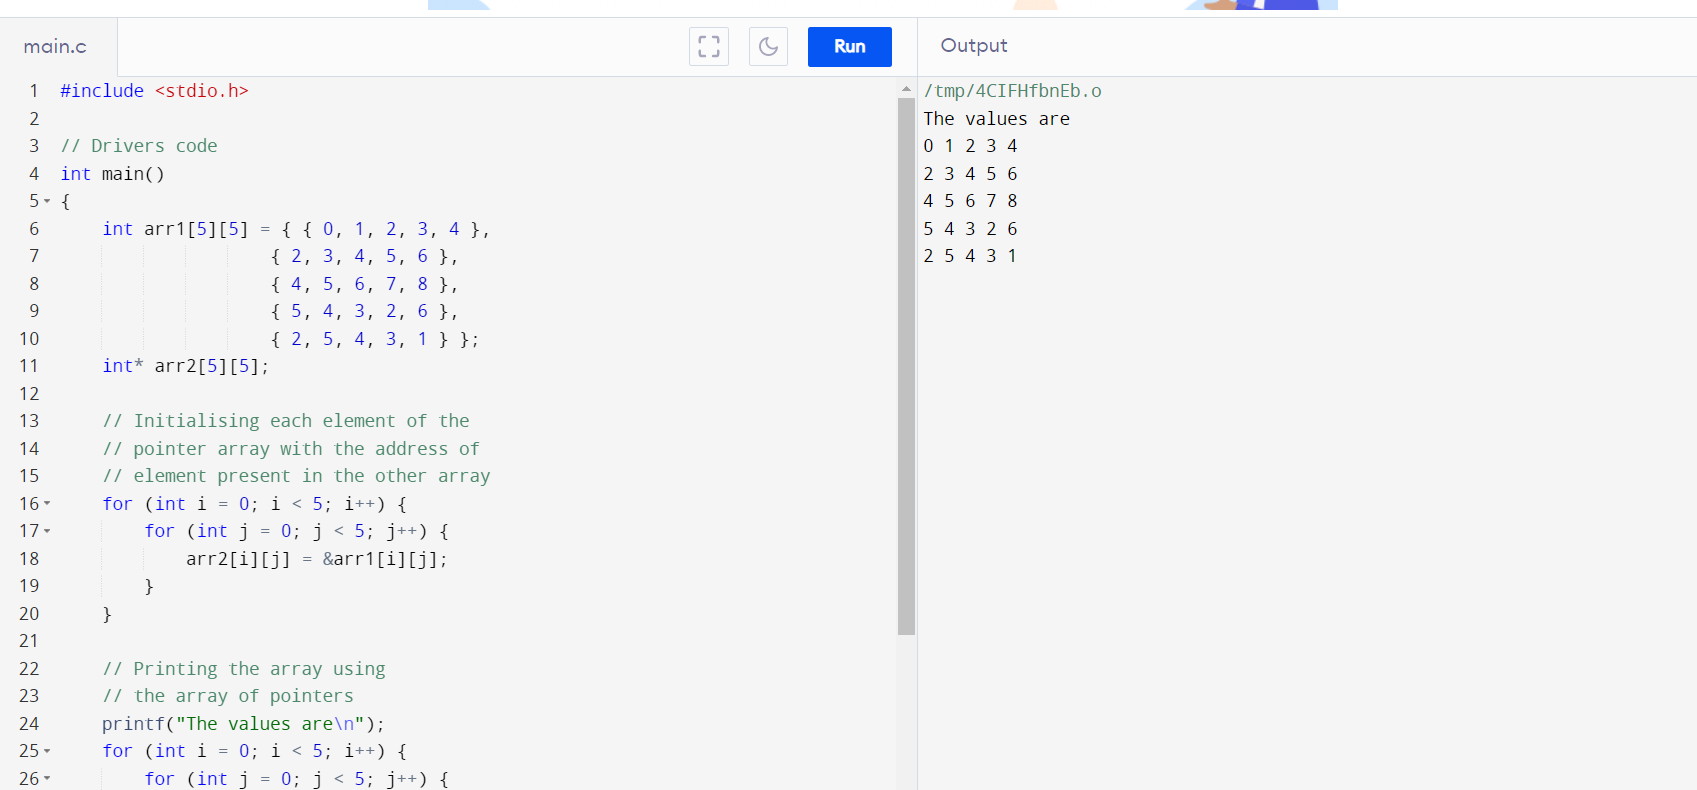 main.c
Run
Output
1 #include <stdio.h>
2
3 // Drivers code
4 int main()
5 {
6     int arr1[5][5] = { { 0, 1, 2, 3, 4 },
7                     { 2, 3, 4, 5, 6 },
8                     { 4, 5, 6, 7, 8 },
9                     { 5, 4, 3, 2, 6 },
10                     { 2, 5, 4, 3, 1 } };
11     int* arr2[5][5];
12
13     // Initialising each element of the
14     // pointer array with the address of
15     // element present in the other array
16     for (int i = 0; i < 5; i++) {
17         for (int j = 0; j < 5; j++) {
18             arr2[i][j] = &arr1[i][j];
19         }
20     }
21
22     // Printing the array using
23     // the array of pointers
24     printf("The values are\n");
25     for (int i = 0; i < 5; i++) {
26         for (int j = 0; j < 5; j++) {
/tmp/4CIFHfbnEb.o
The values are
0 1 2 3 4
2 3 4 5 6
4 5 6 7 8
5 4 3 2 6
2 5 4 3 1